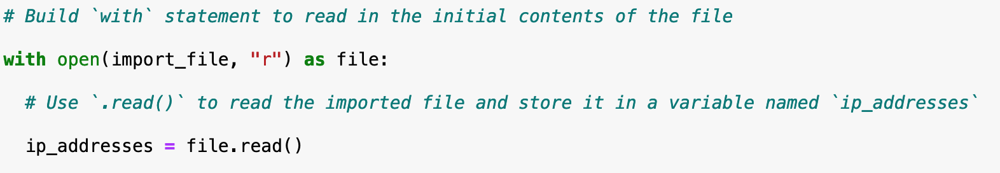 # Build `with` statement to read in the initial contents of the file
with open(import_file, "r") as file:
# Use `.read()` to read the imported file and store it in a variable named `ip_addresses`
ip_addresses = file.read()